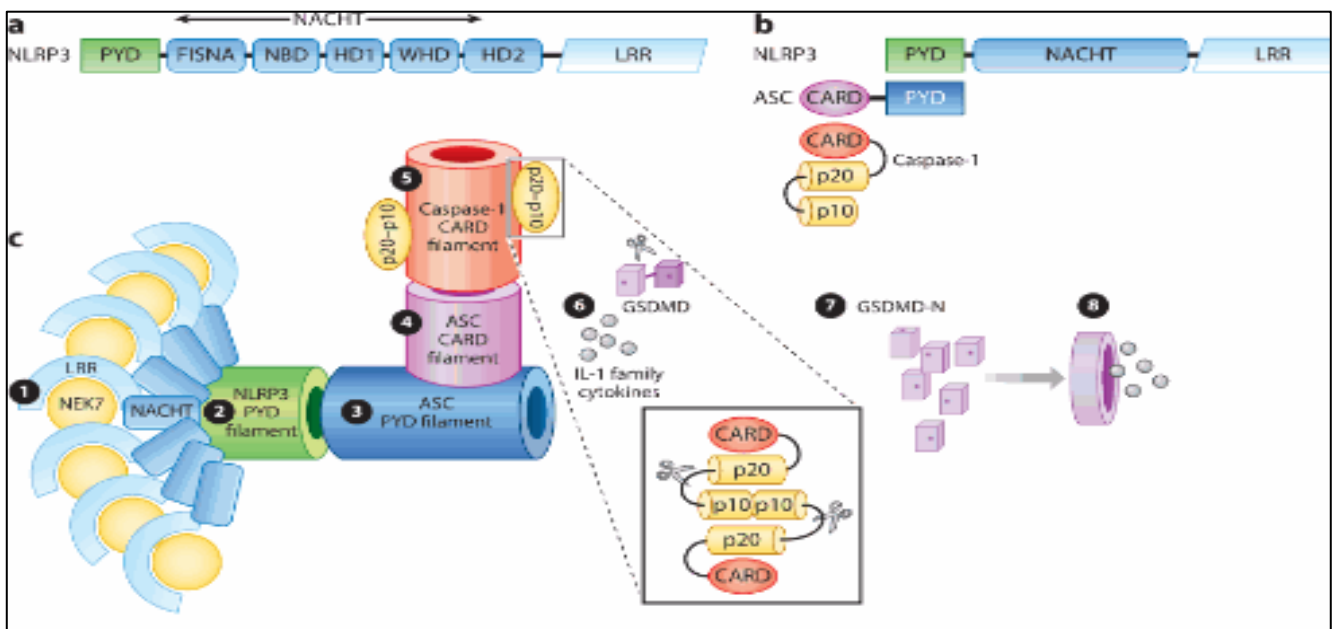 a
NACHT
NLRP3 PYD FISNA NBD HD1 WHD HD2 LRR
b
NLRP3 PYD NACHT LRR
ASC CARD PYD
CARD
Caspase-1
p20
p10
c
5
Caspase-1
CARD
filament
p20-p10
p20-p10
4
ASC
CARD
filament
1
LRR
NEK7
NACHT
2
NLRP3
PYD
filament
3
ASC
PYD filament
6
GSDMD
IL-1 family
cytokines
7
GSDMD-N
8
CARD
p20
p10 p10
p20
CARD